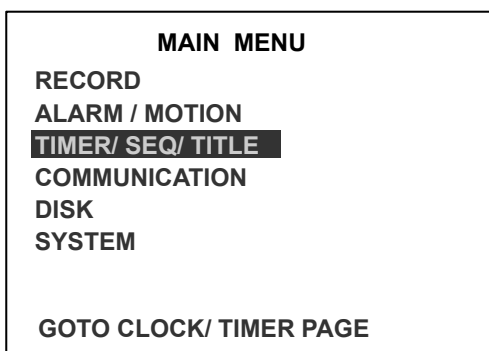 MAIN MENU
RECORD
ALARM / MOTION
TIMER/ SEQ/ TITLE
COMMUNICATION
DISK
SYSTEM
GOTO CLOCK/ TIMER PAGE